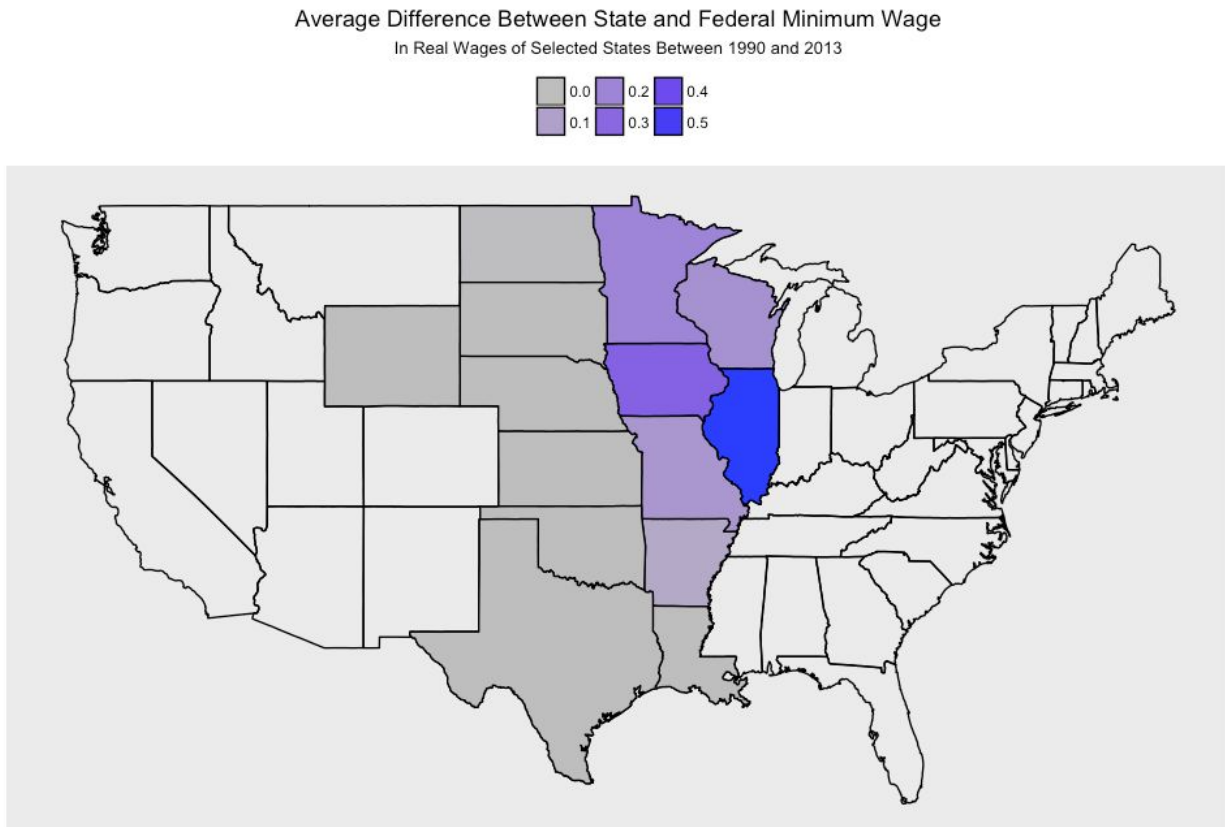 Average Difference Between State and Federal Minimum Wage
In Real Wages of Selected States Between 1990 and 2013
0.0 0.2 0.4
0.1 0.3 0.5